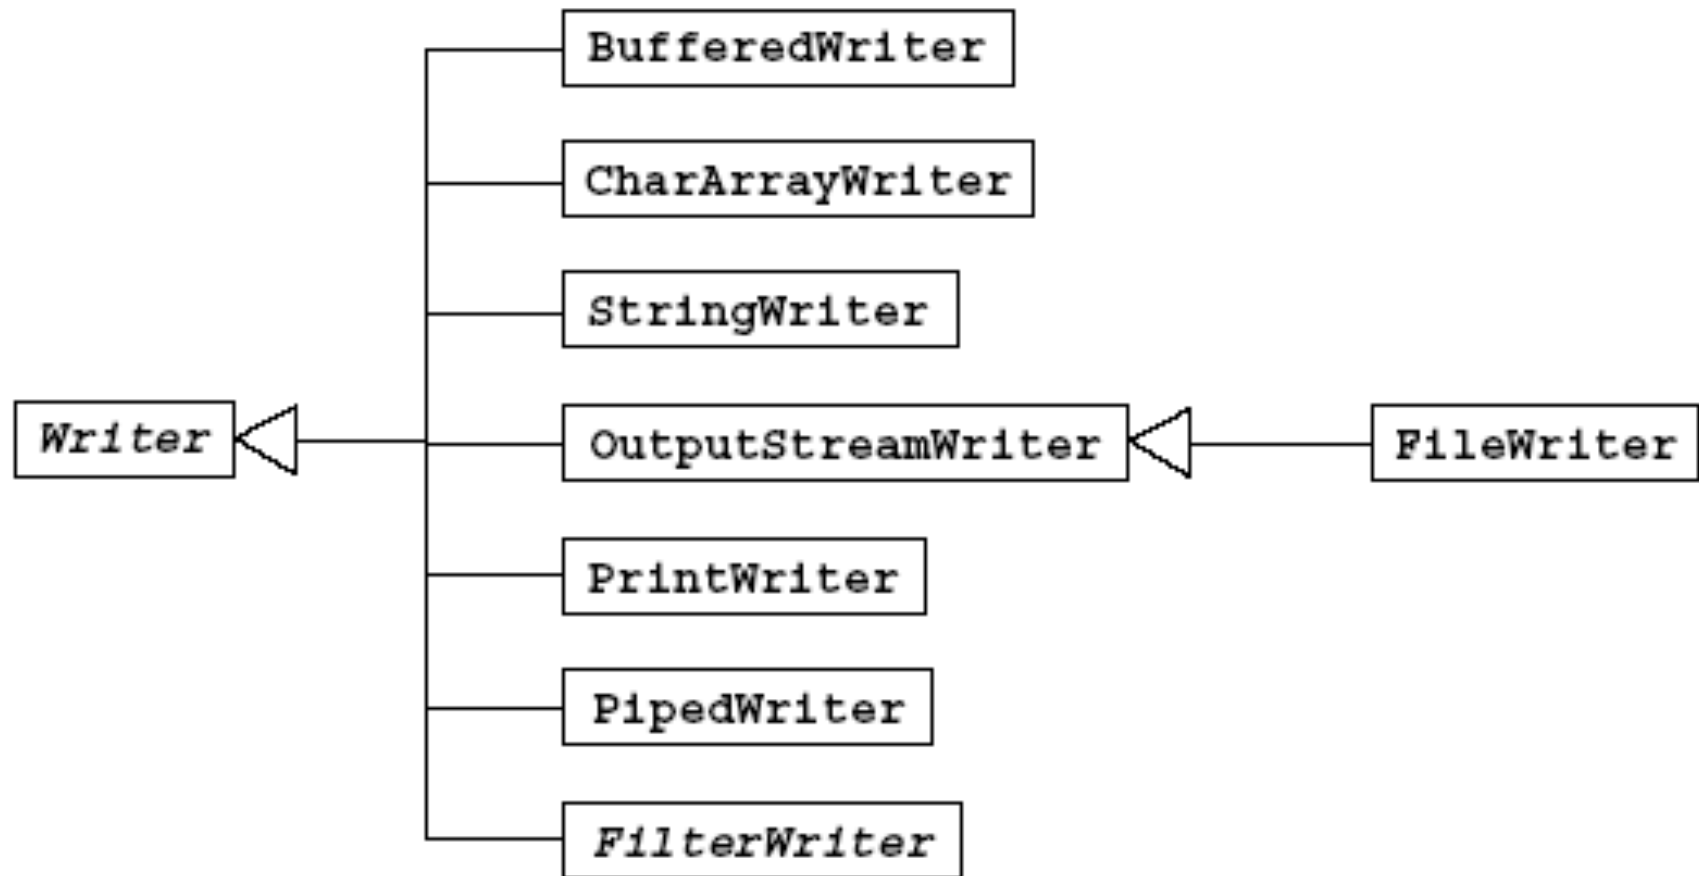 BufferedWriter
CharArrayWriter
StringWriter
Writer
OutputStreamWriter
FileWriter
PrintWriter
PipedWriter
FilterWriter